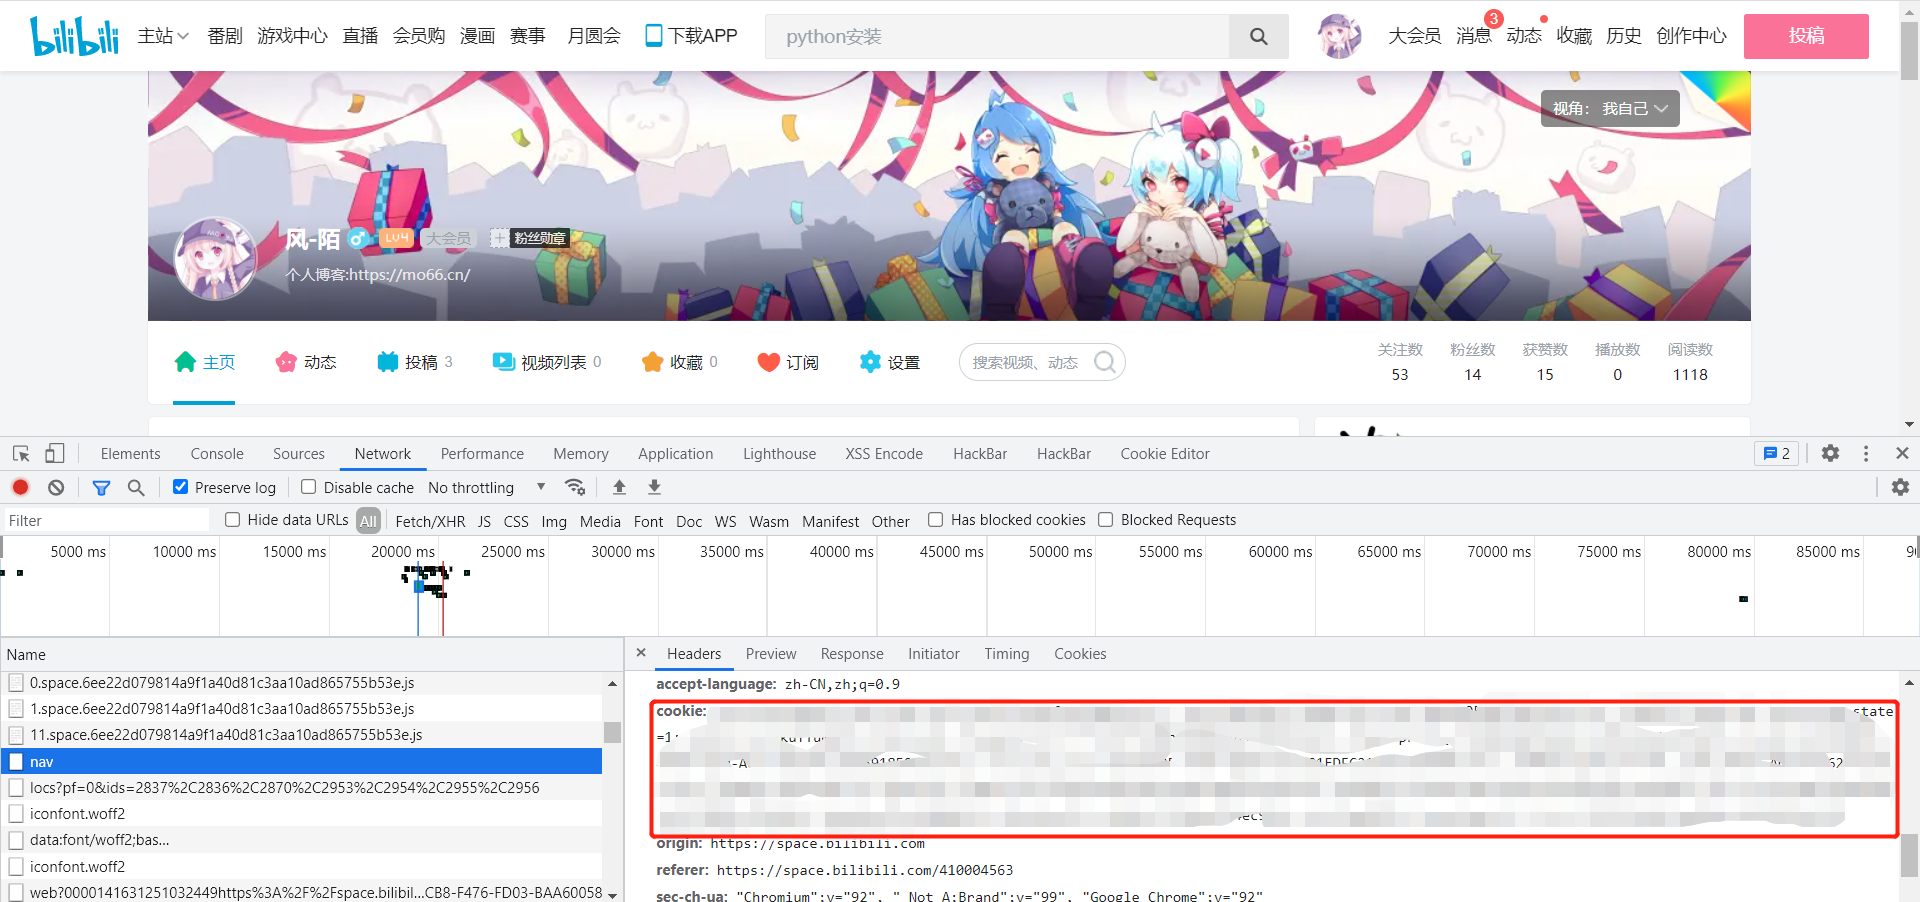 bilibili 主站 番剧 游戏中心 直播 会员购 漫画 赛事 月圆会 下载APP python安装 大会员 消息 3 动态 收藏 历史 创作中心 投稿
视角： 我自己
风-陌 LV4 大会员 粉丝勋章
个人博客:https://mo66.cn/
主页 动态 投稿 3 视频列表 0 收藏 0 订阅 设置 搜索视频、动态
关注数 粉丝数 获赞数 播放数 阅读数
53 14 15 0 1118
Elements Console Sources Network Performance Memory Application Lighthouse XSS Encode HackBar HackBar Cookie Editor 2
Preserve log Disable cache No throttling
Filter Hide data URLs All Fetch/XHR JS CSS Img Media Font Doc WS Wasm Manifest Other Has blocked cookies Blocked Requests
5000 ms 10000 ms 15000 ms 20000 ms 25000 ms 30000 ms 35000 ms 40000 ms 45000 ms 50000 ms 55000 ms 60000 ms 65000 ms 70000 ms 75000 ms 80000 ms 85000 ms
Name
0.space.6ee22d079814a9f1a40d81c3aa10ad865755b53e.js
1.space.6ee22d079814a9f1a40d81c3aa10ad865755b53e.js
11.space.6ee22d079814a9f1a40d81c3aa10ad865755b53e.js
nav
locs?pf=0&ids=2837%2C2836%2C2870%2C2953%2C2954%2C2955%2C2956
iconfont.woff2
data:font/woff2;bas...
iconfont.woff2
web?0000141631251032449https%3A%2F%2Fspace.bilibil...CB8-F476-FD03-BAA60058
Headers Preview Response Initiator Timing Cookies
accept-language: zh-CN,zh;q=0.9
cookie: state
=1;
origin: https://space.bilibili.com
referer: https://space.bilibili.com/410004563
sec-ch-ua: "Chromium";v="92", " Not A;Brand";v="99", "Google Chrome";v="92"